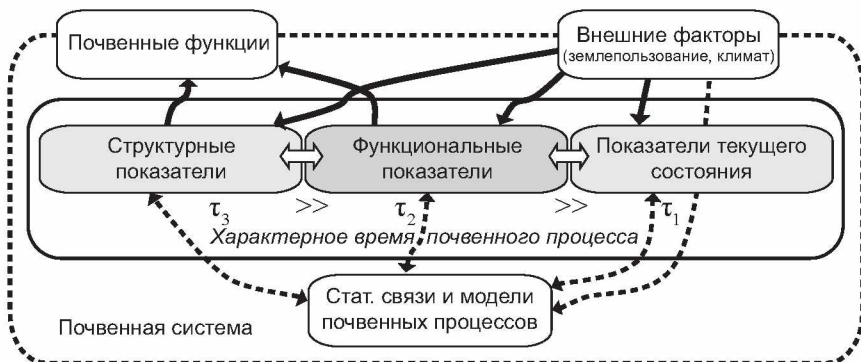 Почвенные функции
Внешние факторы
(землепользование, климат)
Структурные
показатели
Функциональные
показатели
Показатели текущего
состояния
τ3 >> τ2 >> τ1
Характерное время почвенного процесса
Стат. связи и модели
почвенных процессов
Почвенная система